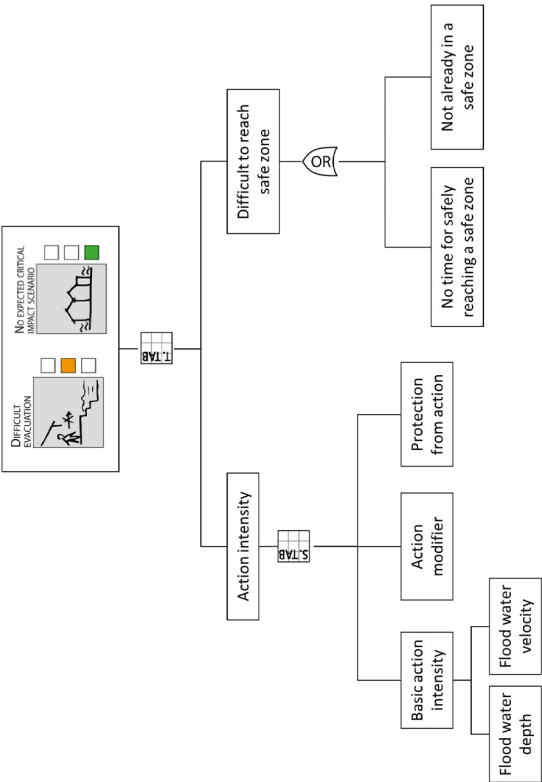 DIFFICULT
EVACUATION
NO EXPECTED CRITICAL
IMPACT SCENARIO
T.TAB
Action intensity
Difficult to reach
safe zone
S.TAB
OR
Basic action
intensity
Action
modifier
Protection
from action
No time for safely
reaching a safe zone
Not already in a
safe zone
Flood water
depth
Flood water
velocity